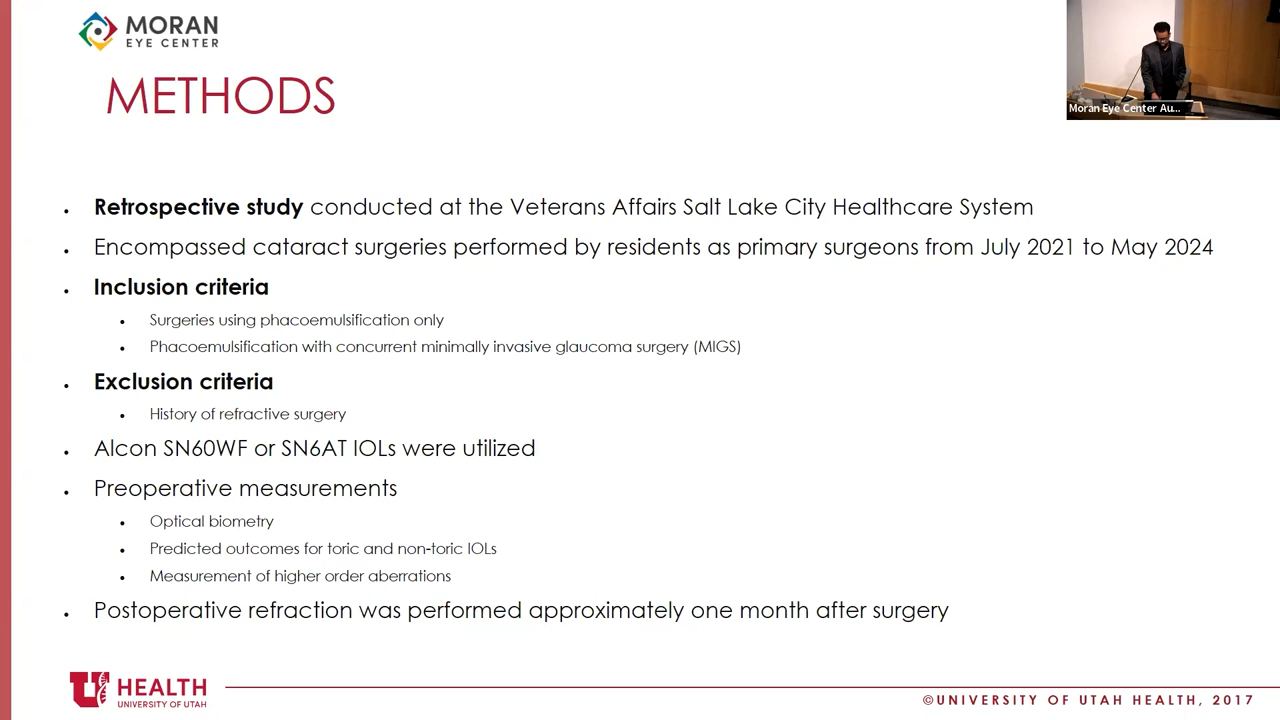 MORAN
EYE CENTER
METHODS
Moran Eye Center Au...
• Retrospective study conducted at the Veterans Affairs Salt Lake City Healthcare System
• Encompassed cataract surgeries performed by residents as primary surgeons from July 2021 to May 2024
• Inclusion criteria
• Surgeries using phacoemulsification only
• Phacoemulsification with concurrent minimally invasive glaucoma surgery (MIGS)
• Exclusion criteria
• History of refractive surgery
• Alcon SN60WF or SN6AT IOLs were utilized
• Preoperative measurements
• Optical biometry
• Predicted outcomes for toric and non-toric IOLs
• Measurement of higher order aberrations
• Postoperative refraction was performed approximately one month after surgery
U HEALTH
UNIVERSITY OF UTAH
©UNIVERSITY OF UTAH HEALTH, 2017